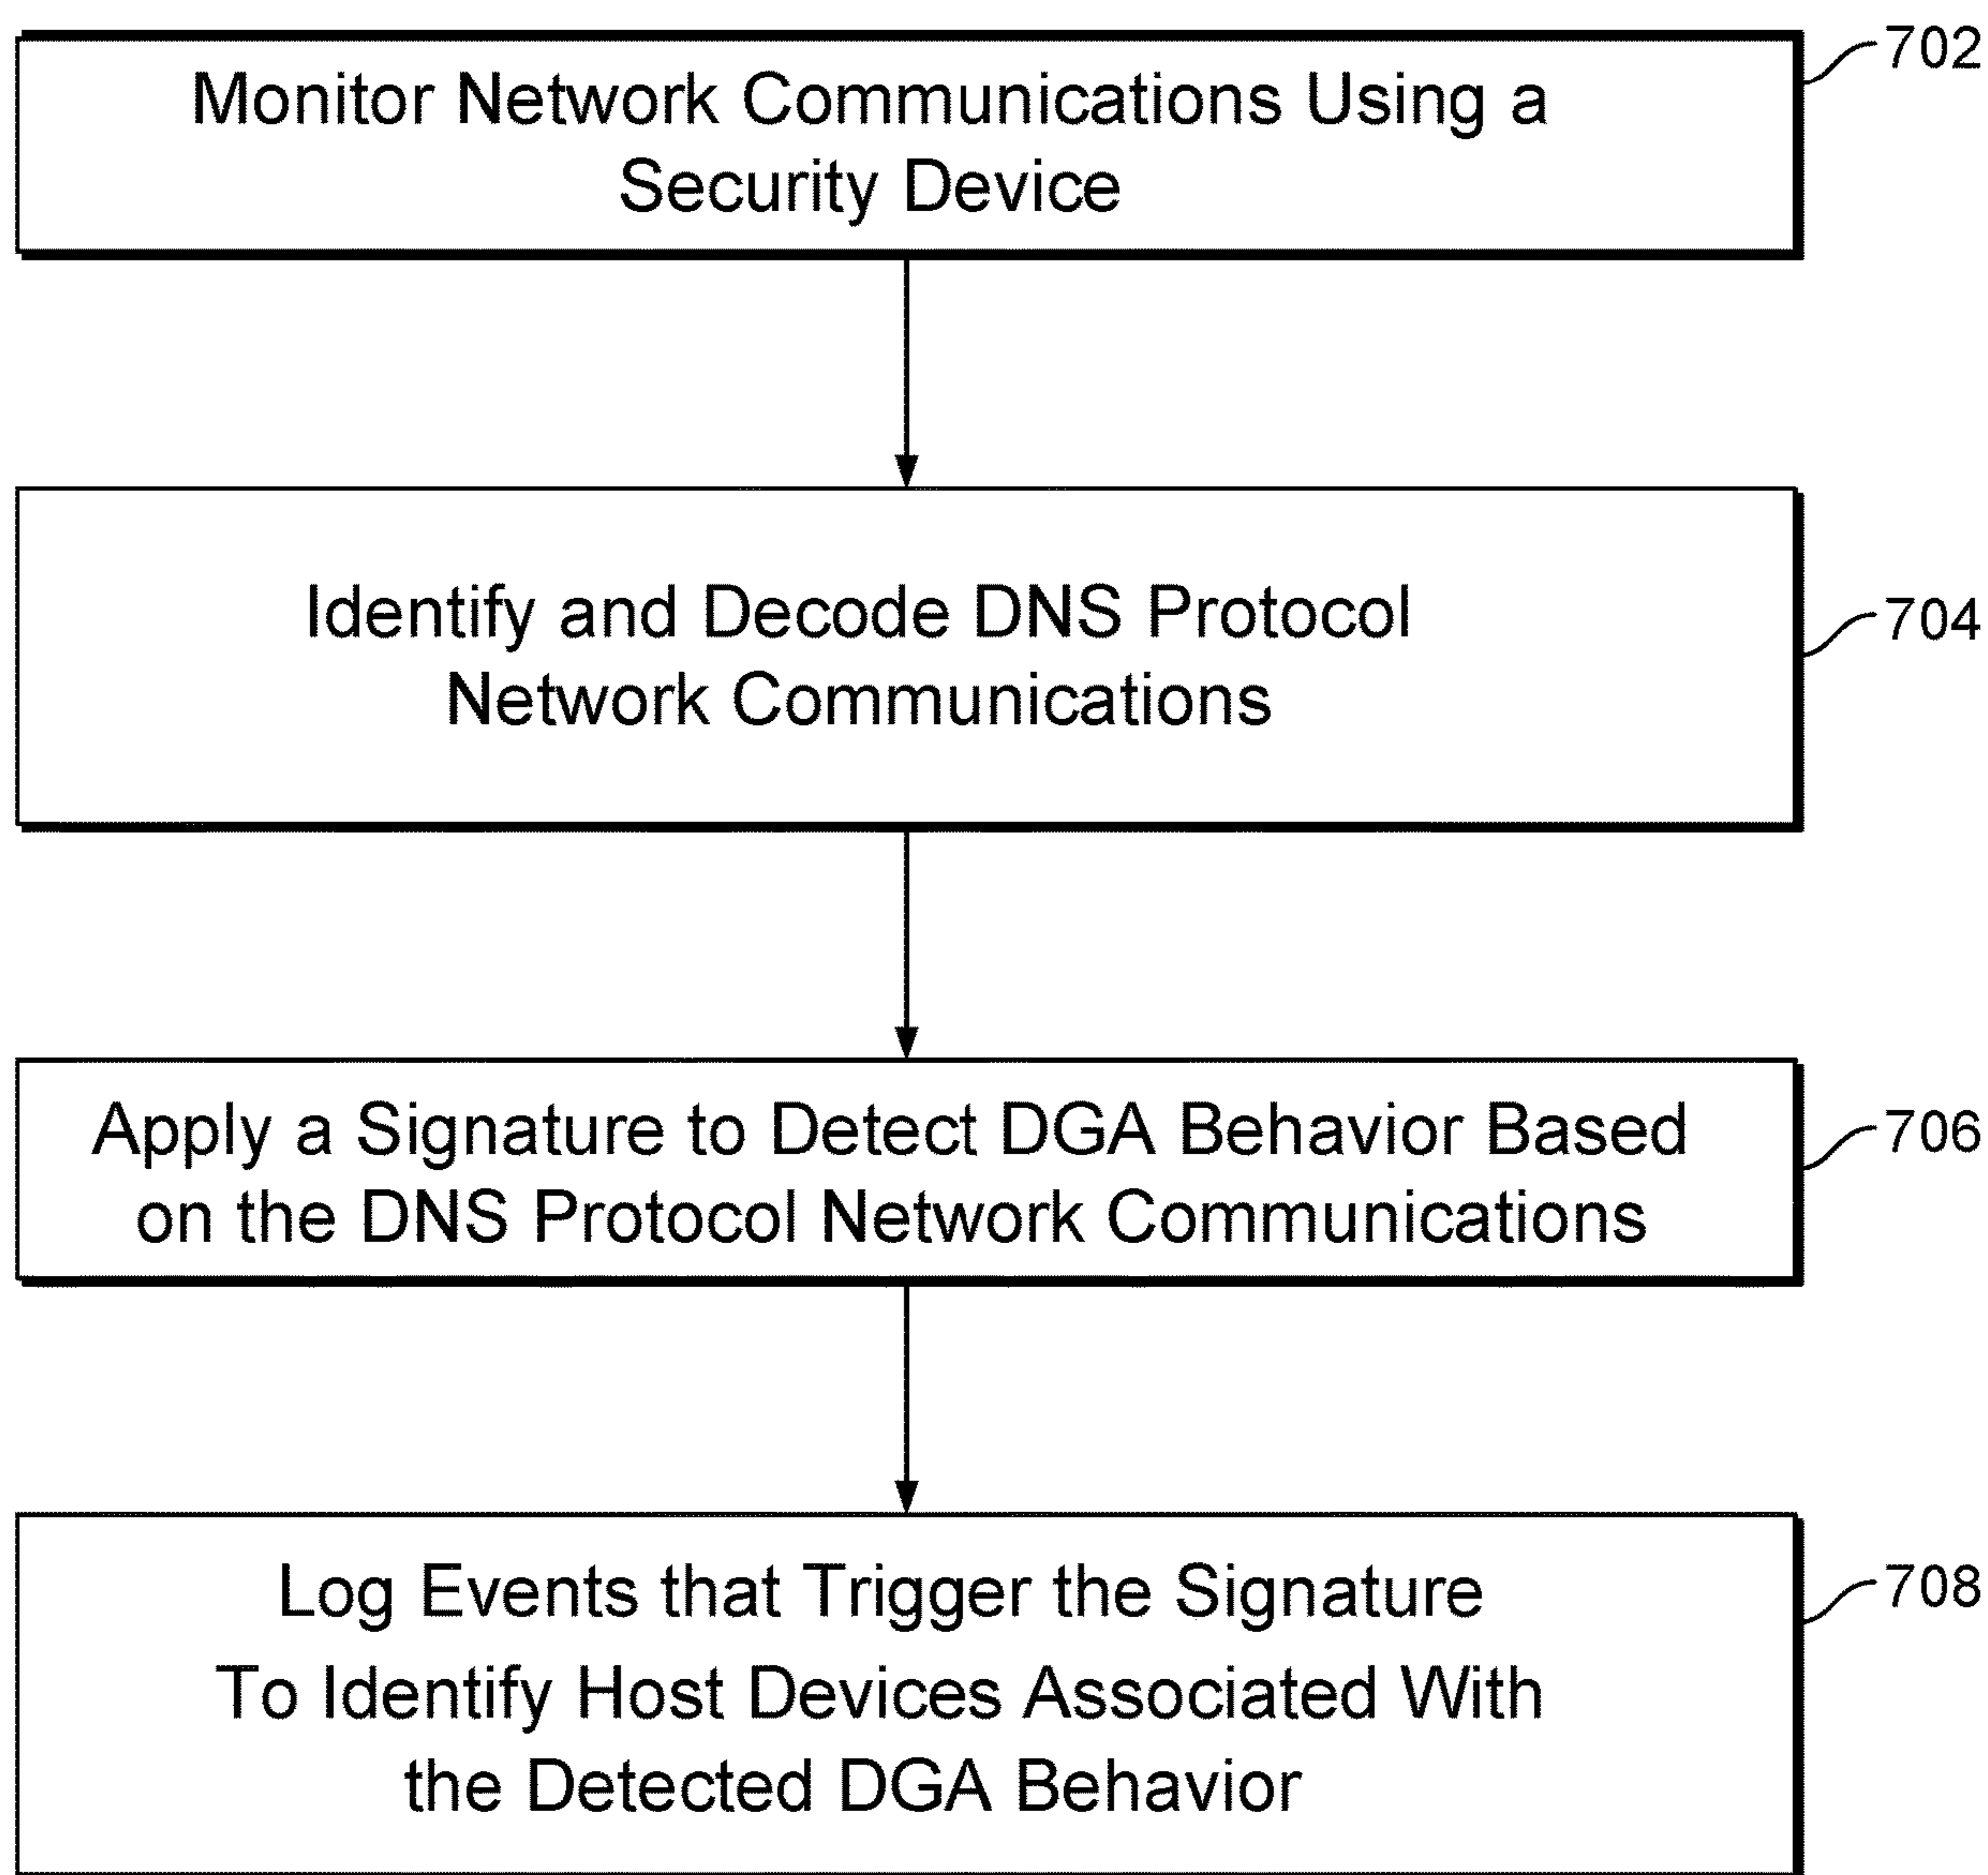 Monitor Network Communications Using a
Security Device
702
Identify and Decode DNS Protocol
Network Communications
704
Apply a Signature to Detect DGA Behavior Based
on the DNS Protocol Network Communications
706
Log Events that Trigger the Signature
To Identify Host Devices Associated With
the Detected DGA Behavior
708